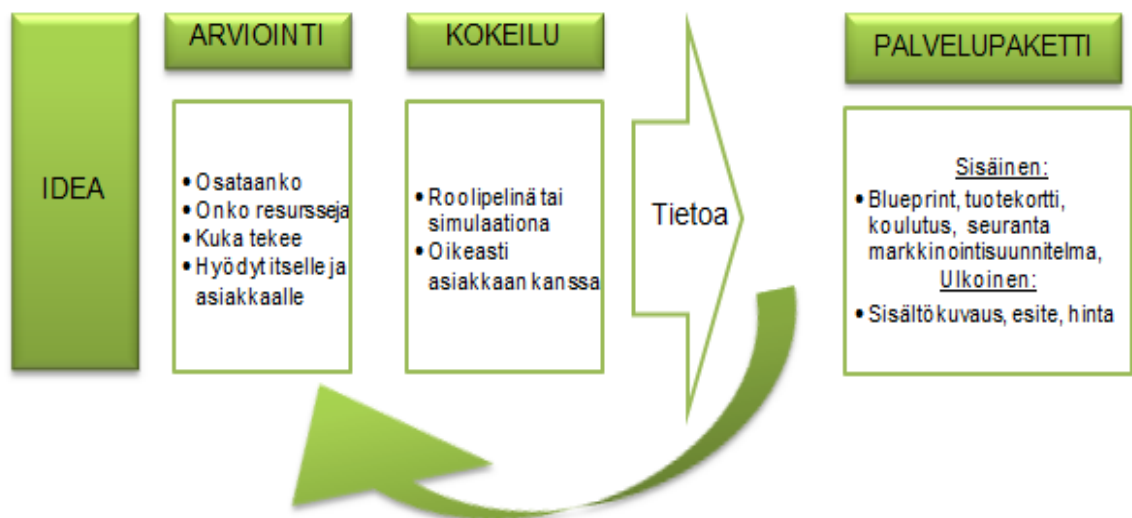 IDEA
ARVIOINTI
• Osataanko
• Onko resursseja
• Kuka tekee
• Hyödyt itselle ja
asiakkaalle
KOKEILU
• Roolipelinä tai
simulaationa
• Oikeasti
asiakkaan kanssa
Tietoa
PALVELUPAKETTI
Sisäinen:
• Blueprint, tuotekortti,
koulutus, seuranta
markkinointisuunnitelma,
Ulkoinen:
• Sisältökuvaus, esite, hinta